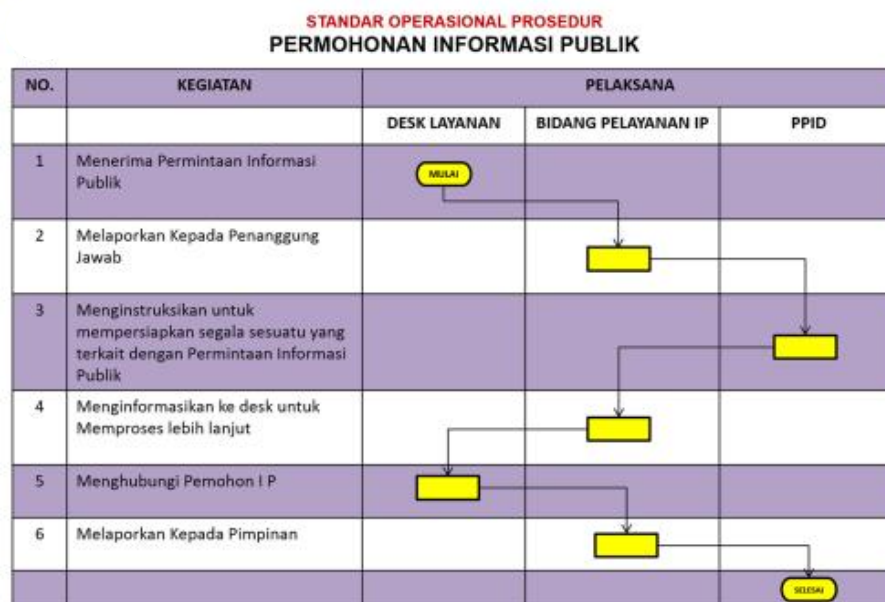 STANDAR OPERASIONAL PROSEDUR
PERMOHONAN INFORMASI PUBLIK
NO. KEGIATAN PELAKSANA
DESK LAYANAN BIDANG PELAYANAN IP PPID
1 Menerima Permintaan Informasi
Publik
MULAI
2 Melaporkan Kepada Penanggung
Jawab
3 Menginstruksikan untuk
mempersiapkan segala sesuatu yang
terkait dengan Permintaan Informasi
Publik
4 Menginformasikan ke desk untuk
Memproses lebih lanjut
5 Menghubungi Pemohon I P
6 Melaporkan Kepada Pimpinan
SELESAI